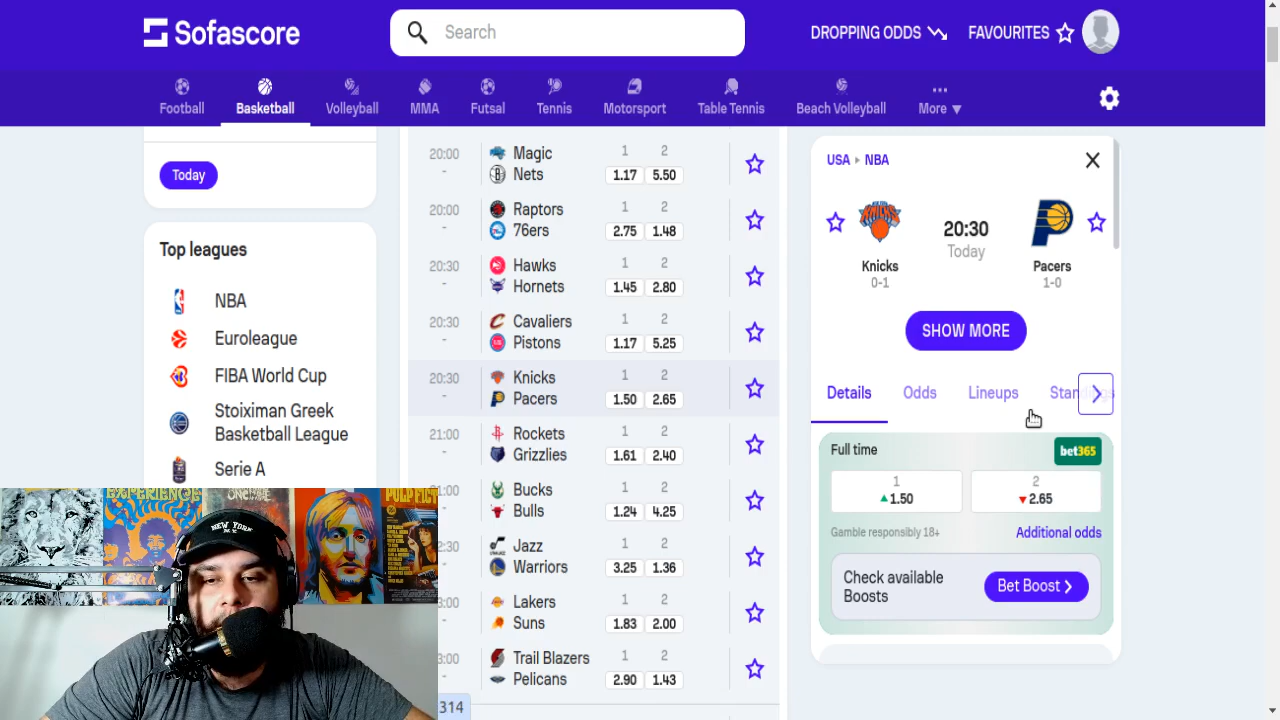 Sofascore
Search
DROPPING ODDS
FAVOURITES
Football
Basketball
Volleyball
MMA
Futsal
Tennis
Motorsport
Table Tennis
Beach Volleyball
More
Today
Top leagues
NBA
Euroleague
FIBA World Cup
Stoiximan Greek
Basketball League
Serie A
20:00 Magic 1 2
- Nets 1.17 5.50
20:00 Raptors 1 2
- 76ers 2.75 1.48
20:30 Hawks 1 2
- Hornets 1.45 2.80
20:30 Cavaliers 1 2
- Pistons 1.17 5.25
20:30 Knicks 1 2
- Pacers 1.50 2.65
21:00 Rockets 1 2
- Grizzlies 1.61 2.40
:00 Bucks 1 2
Bulls 1.24 4.25
:30 Jazz 1 2
Warriors 3.25 1.36
:00 Lakers 1 2
Suns 1.83 2.00
:00 Trail Blazers 1 2
Pelicans 2.90 1.43
314
USA NBA
X
20:30
Today
Knicks
0-1
Pacers
1-0
SHOW MORE
Details
Odds
Lineups
Standings
Full time
bet365
1
1.50
2
2.65
Gamble responsibly 18+
Additional odds
Check available
Boosts
Bet Boost
EXPERIENCE
PULP FICT
NEW YORK